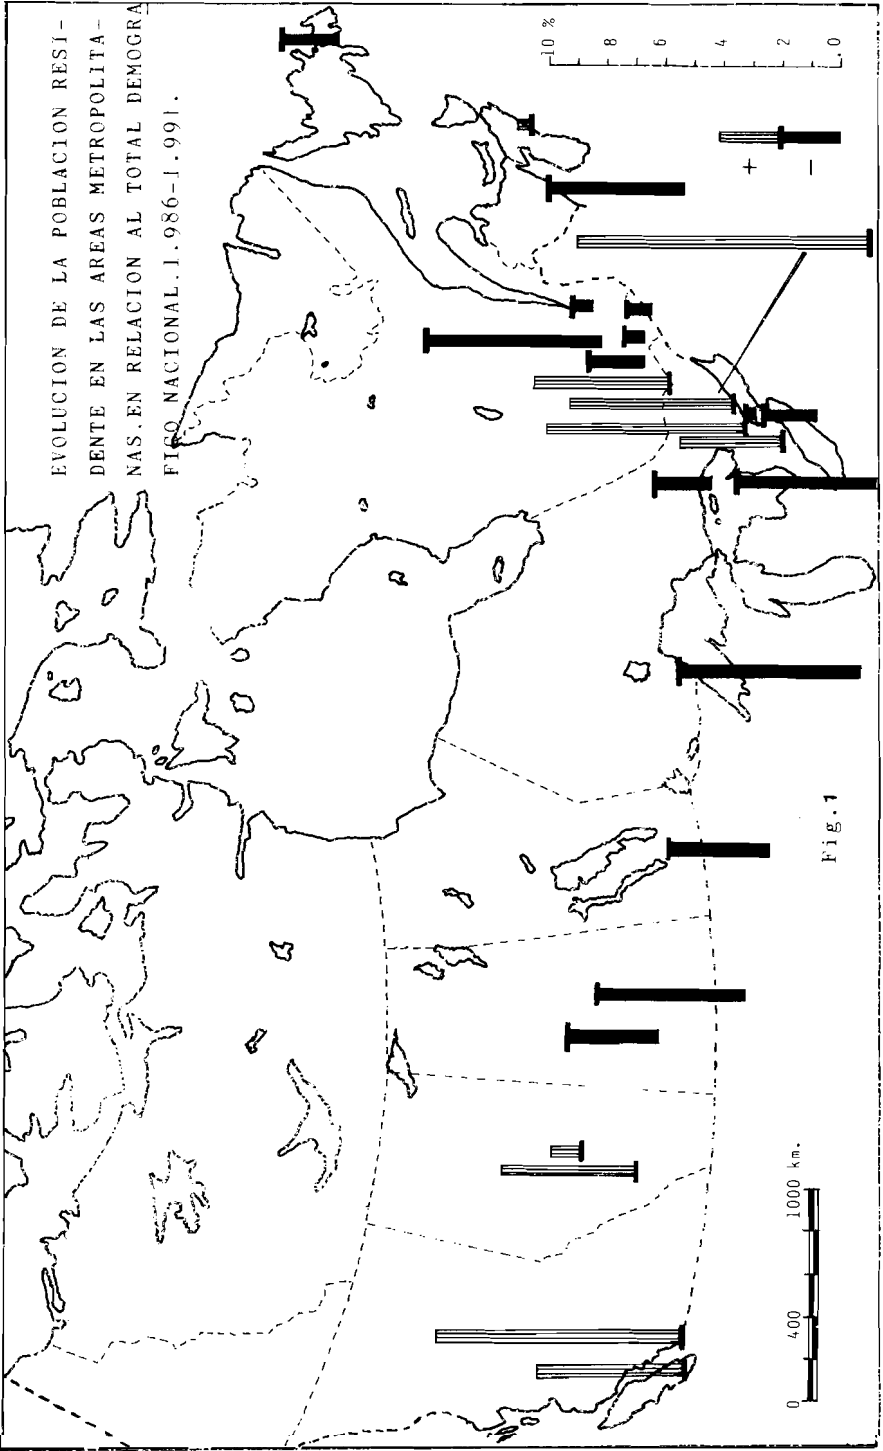 EVOLUCION DE LA POBLACION RESI-
DENTE EN LAS AREAS METROPOLITA-
NAS.EN RELACION AL TOTAL DEMOGRA
FICO NACIONAL.1.986-1.991.
10 %
8
6
4
2
.0
+
-
Fig.1
0
400
1000 km.